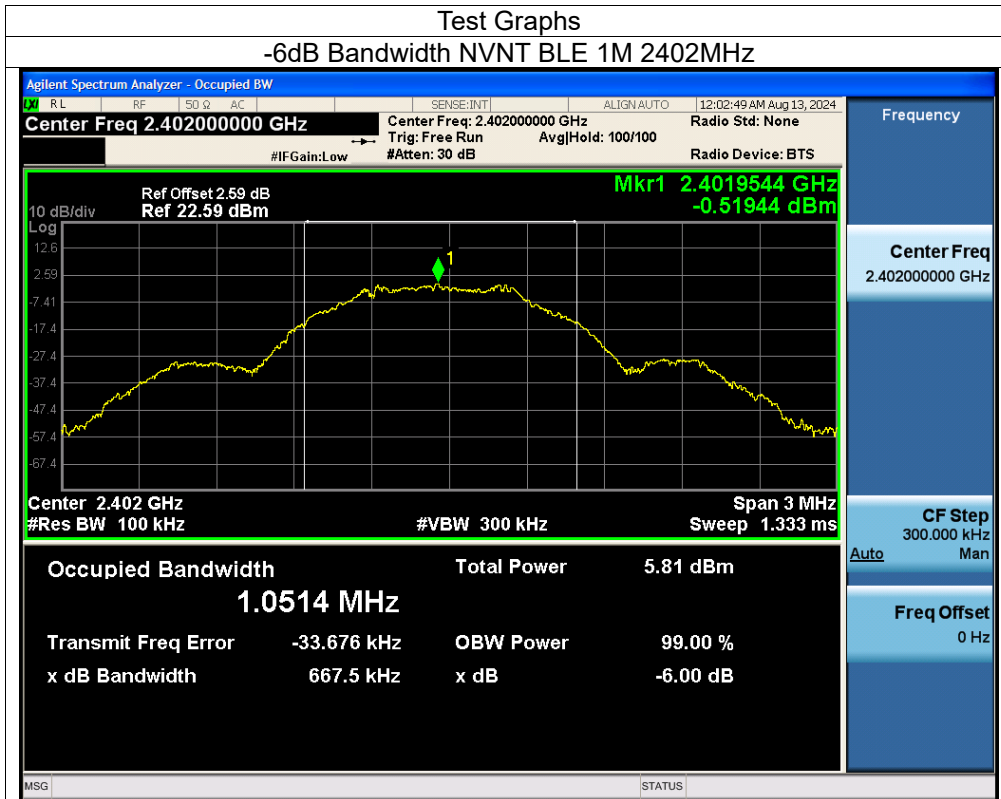 Test Graphs
-6dB Bandwidth NVNT BLE 1M 2402MHz
Agilent Spectrum Analyzer - Occupied BW
LXI RL RF 50 Ω AC SENSE:INT ALIGN AUTO 12:02:49 AM Aug 13, 2024
Center Freq 2.402000000 GHz
Center Freq: 2.402000000 GHz Radio Std: None
Trig: Free Run Avg|Hold: 100/100
#IFGain:Low #Atten: 30 dB Radio Device: BTS
Frequency
Mkr1 2.4019544 GHz
-0.51944 dBm
Ref Offset 2.59 dB
10 dB/div Ref 22.59 dBm
Log
12.6
2.59
-7.41
-17.4
-27.4
-37.4
-47.4
-57.4
-67.4
1
Center 2.402 GHz Span 3 MHz
#Res BW 100 kHz #VBW 300 kHz Sweep 1.333 ms
Center Freq
2.402000000 GHz
CF Step
300.000 kHz
Auto Man
Freq Offset
0 Hz
Occupied Bandwidth Total Power 5.81 dBm
1.0514 MHz
Transmit Freq Error -33.676 kHz OBW Power 99.00 %
x dB Bandwidth 667.5 kHz x dB -6.00 dB
MSG STATUS